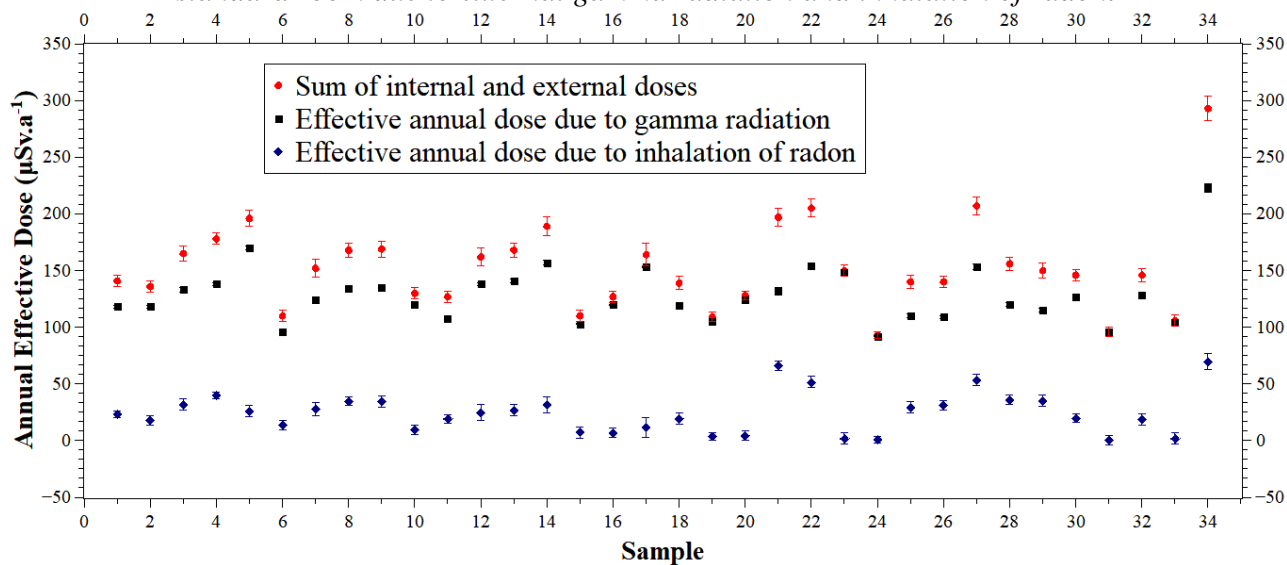 0 2 4 6 8 10 12 14 16 18 20 22 24 26 28 30 32 34
350 350
Sum of internal and external doses
Effective annual dose due to gamma radiation
Effective annual dose due to inhalation of radon
300 300
250 250
200 200
150 150
100 100
50 50
0 0
−50 −50
Annual Effective Dose (μSv.a⁻¹)
0 2 4 6 8 10 12 14 16 18 20 22 24 26 28 30 32 34
Sample